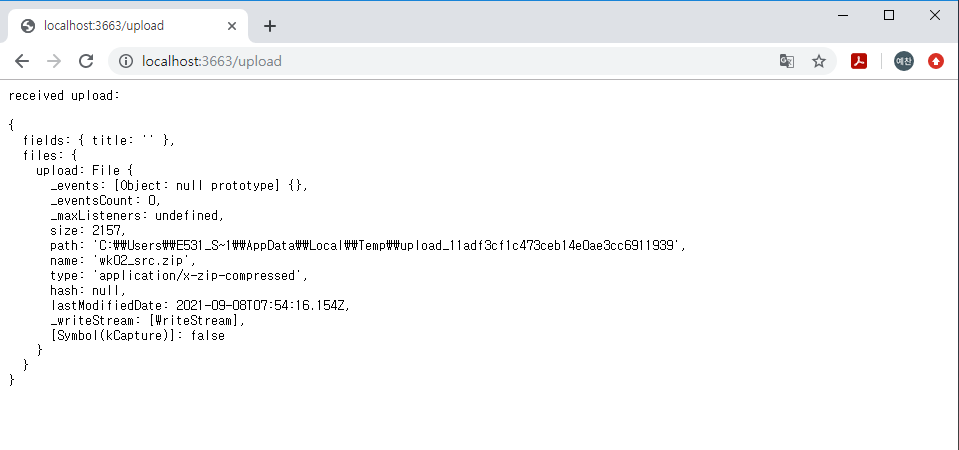 localhost:3663/upload
localhost:3663/upload
예찬
received upload:
{
  fields: { title: '' },
  files: {
    upload: File {
      _events: [Object: null prototype] {},
      _eventsCount: 0,
      _maxListeners: undefined,
      size: 2157,
      path: 'C:₩₩Users₩₩E531_S~1₩₩AppData₩₩Local₩₩Temp₩₩upload_11adf3cf1c473ceb14e0ae3cc6911939',
      name: 'wk02_src.zip',
      type: 'application/x-zip-compressed',
      hash: null,
      lastModifiedDate: 2021-09-08T07:54:16.154Z,
      _writeStream: [WriteStream],
      [Symbol(kCapture)]: false
    }
  }
}